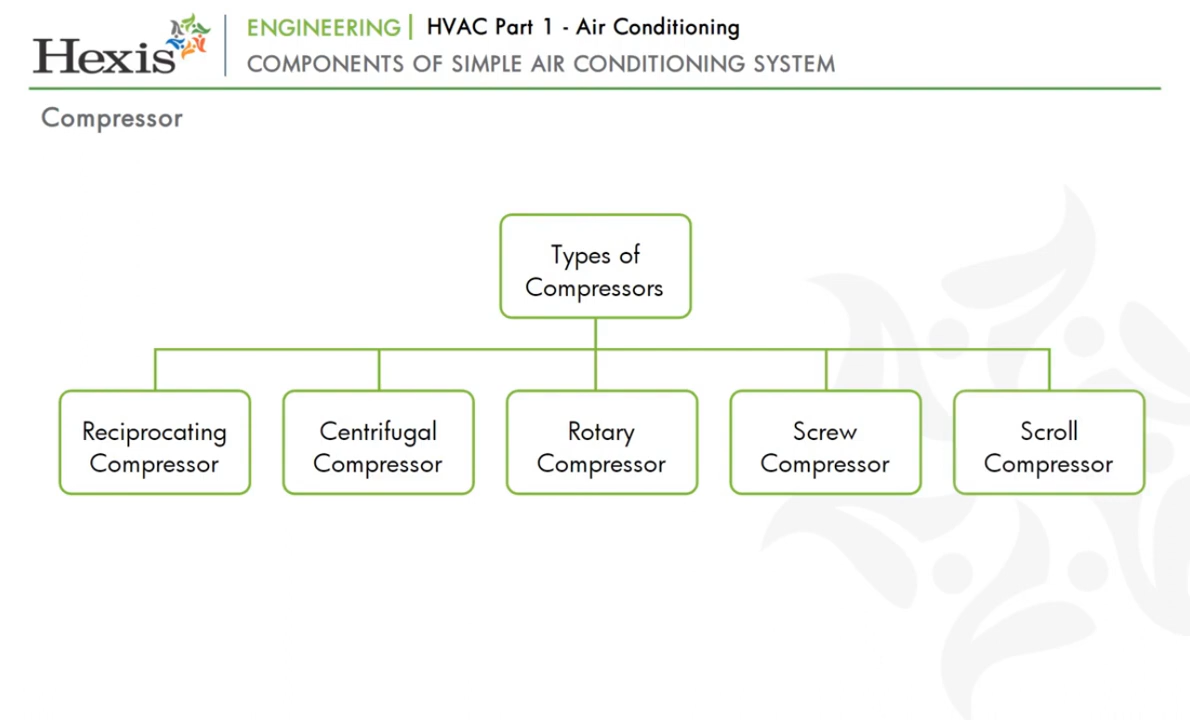 Hexis
ENGINEERING | HVAC Part 1 - Air Conditioning
COMPONENTS OF SIMPLE AIR CONDITIONING SYSTEM
Compressor
Types of
Compressors
Reciprocating
Compressor
Centrifugal
Compressor
Rotary
Compressor
Screw
Compressor
Scroll
Compressor